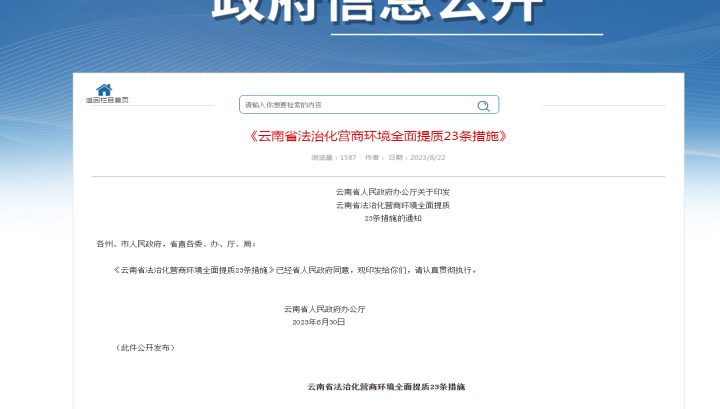 政府信息公开
返回栏目首页
请输入你想要检索的内容
《云南省法治化营商环境全面提质23条措施》
浏览量：1587 作者： 日期：2023/8/22
云南省人民政府办公厅关于印发
云南省法治化营商环境全面提质
23条措施的通知
各州、市人民政府，省直各委、办、厅、局：
《云南省法治化营商环境全面提质23条措施》已经省人民政府同意，现印发给你们，请认真贯彻执行。
云南省人民政府办公厅
2023年6月30日
（此件公开发布）
云南省法治化营商环境全面提质23条措施